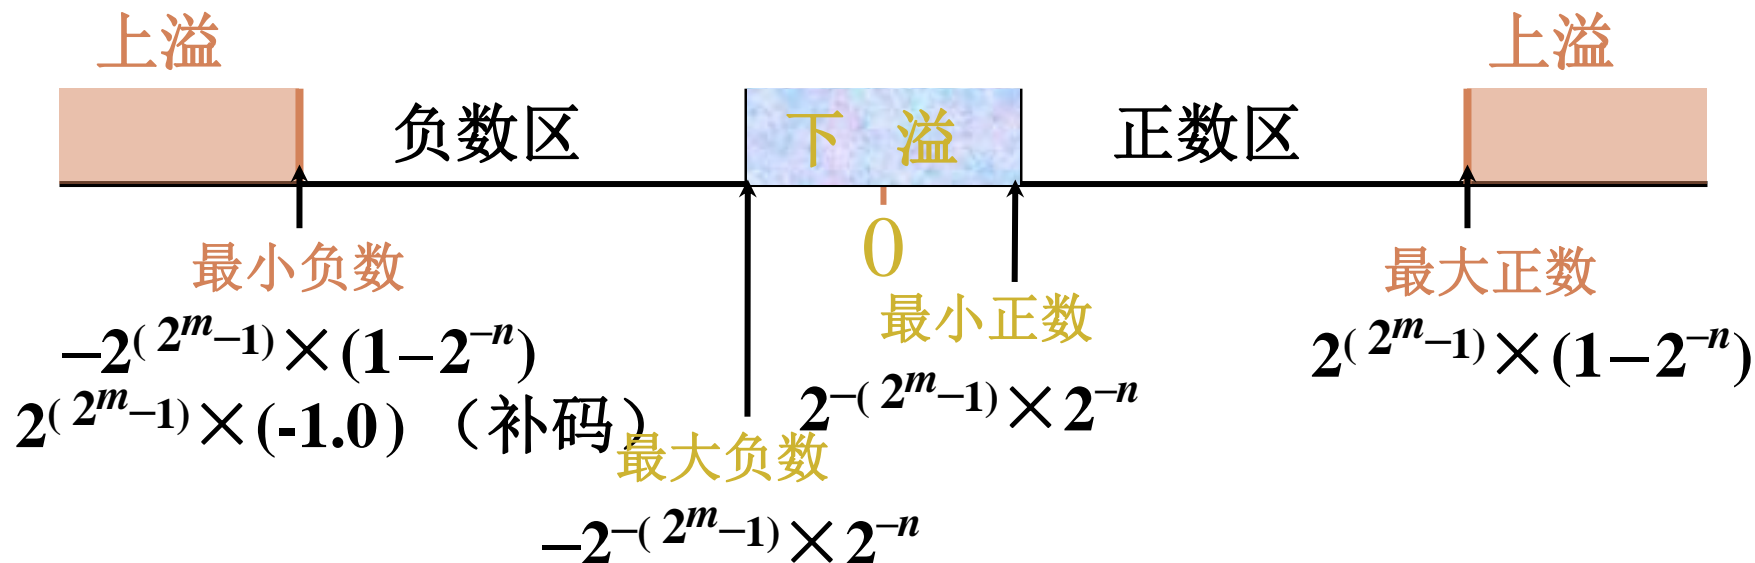 上溢 上溢
负数区 下 溢 正数区
0
最小负数 最大正数
最小正数
−2^(2^m−1)×(1−2^−n) 2^(2^m−1)×(1−2^−n)
2^(2^m−1)×(-1.0) （补码） 2^−(2^m−1)×2^−n
最大负数
−2^−(2^m−1)×2^−n